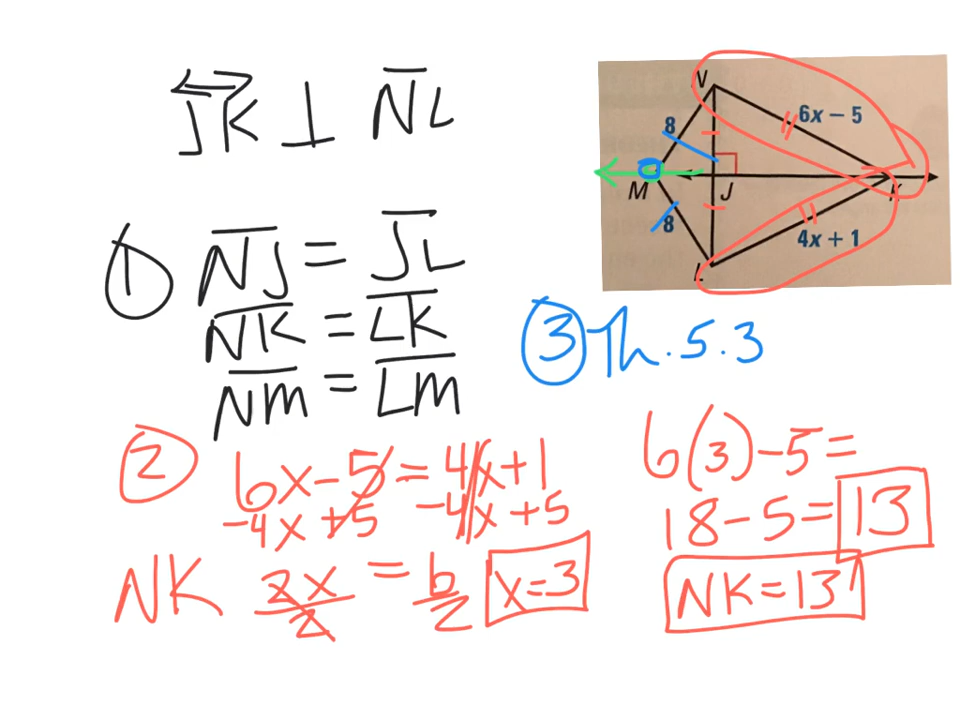 JK ⊥ NL
① NJ = JL
NK = LK
NM = LM
② 6x - 5 = 4x + 1
-4x + 5 -4x + 5
NK 2x/2 = 6/2 x=3
V
8
6x − 5
M
J
K
8
4x + 1
L
③ Th. 5.3
6(3) - 5 =
18 - 5 = 13
NK = 13